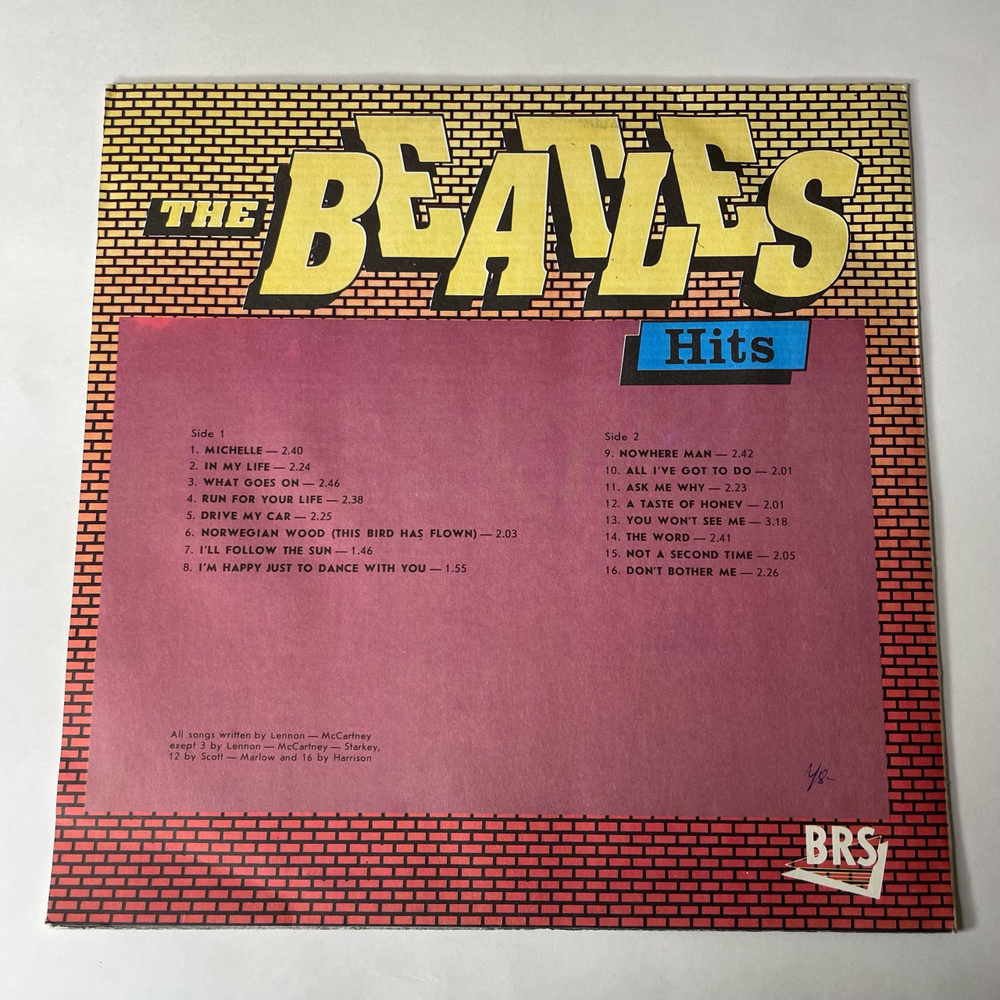 THE BEATLES
Hits
Side 1
1. MICHELLE — 2.40
2. IN MY LIFE — 2.24
3. WHAT GOES ON — 2.46
4. RUN FOR YOUR LIFE — 2.38
5. DRIVE MY CAR — 2.25
6. NORWEGIAN WOOD (THIS BIRD HAS FLOWN) — 2.03
7. I'LL FOLLOW THE SUN — 1.46
8. I'M HAPPY JUST TO DANCE WITH YOU — 1.55
Side 2
9. NOWHERE MAN — 2.42
10. ALL I'VE GOT TO DO — 2.01
11. ASK ME WHY — 2.23
12. A TASTE OF HONEV — 2.01
13. YOU WON'T SEE ME — 3.18
14. THE WORD — 2.41
15. NOT A SECOND TIME — 2.05
16. DON'T BOTHER ME — 2.26
All songs written by Lennon — McCartney
exept 3 by Lennon — McCartney — Starkey,
12 by Scott — Marlow and 16 by Harrison
BRS